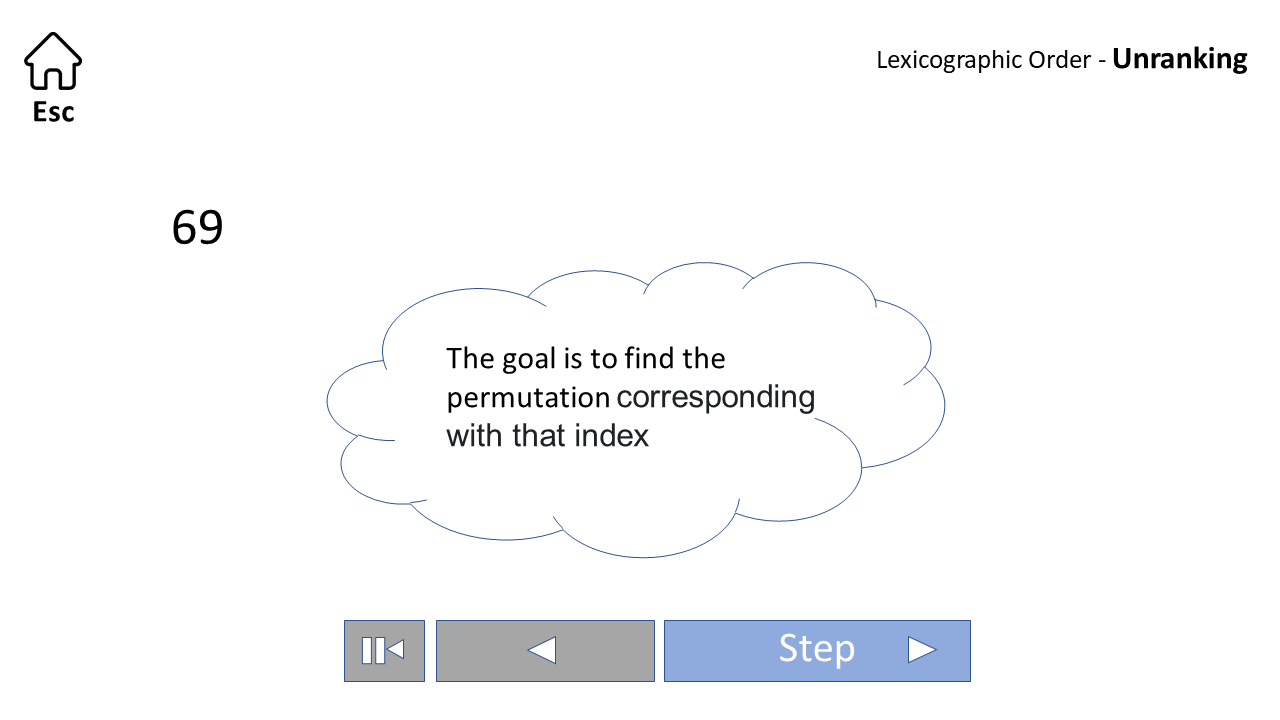 Lexicographic Order - Unranking
Esc
69
The goal is to find the
permutation corresponding
with that index
Step